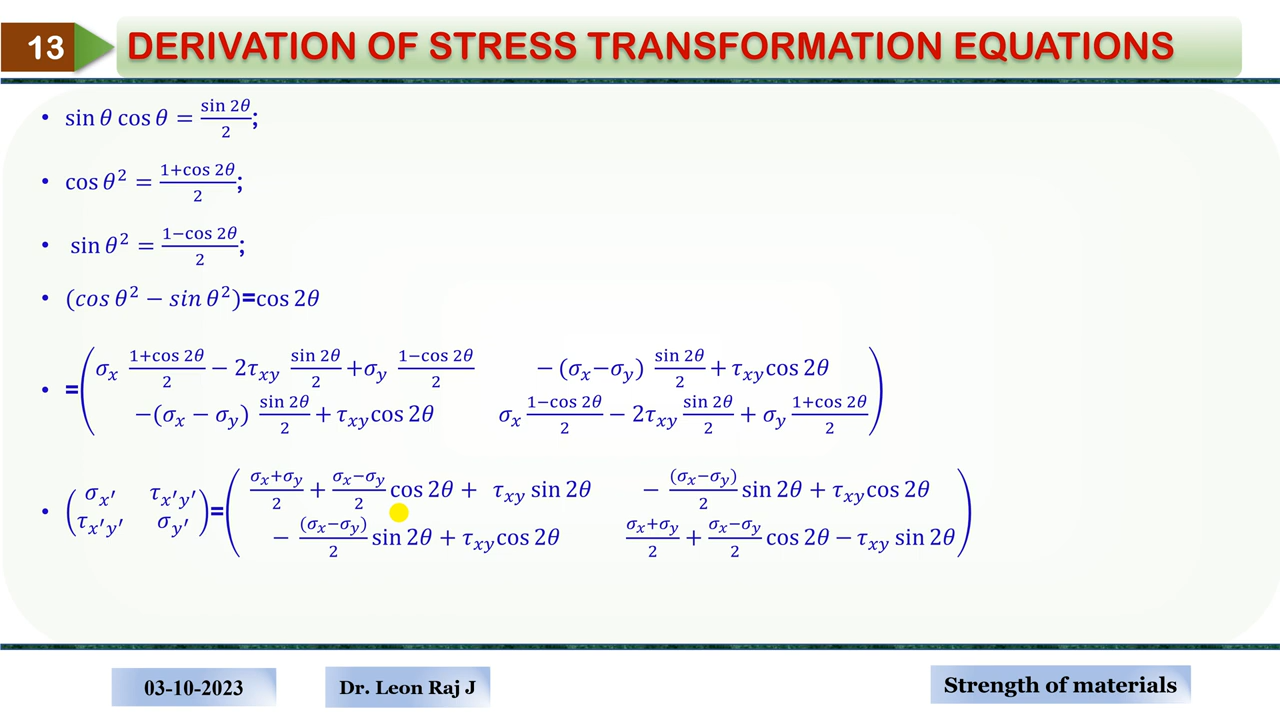 13 DERIVATION OF STRESS TRANSFORMATION EQUATIONS
• sin θ cos θ = sin 2θ / 2;
• cos θ² = 1+cos 2θ / 2;
• sin θ² = 1−cos 2θ / 2;
• (cos θ² − sin θ²)=cos 2θ
• =( σx 1+cos 2θ / 2 − 2τxy sin 2θ / 2 +σy 1−cos 2θ / 2    − (σx−σy) sin 2θ / 2 + τxy cos 2θ
−(σx − σy) sin 2θ / 2 + τxy cos 2θ    σx 1−cos 2θ / 2 − 2τxy sin 2θ / 2 + σy 1+cos 2θ / 2 )
• ( σx′ τx′y′ ; τx′y′ σy′ )=( σx+σy / 2 + σx−σy / 2 cos 2θ + τxy sin 2θ    − (σx−σy) / 2 sin 2θ + τxy cos 2θ
− (σx−σy) / 2 sin 2θ + τxy cos 2θ    σx+σy / 2 + σx−σy / 2 cos 2θ − τxy sin 2θ )
03-10-2023
Dr. Leon Raj J
Strength of materials